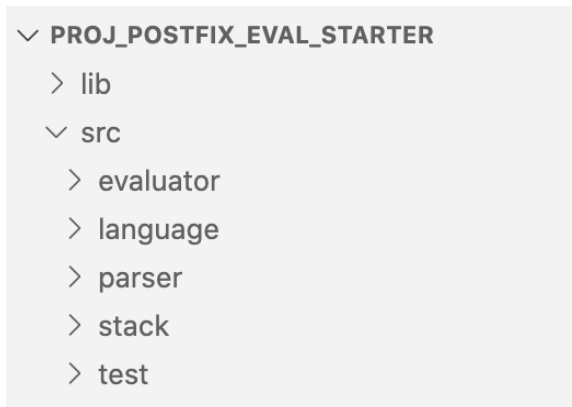 PROJ_POSTFIX_EVAL_STARTER
lib
src
evaluator
language
parser
stack
test